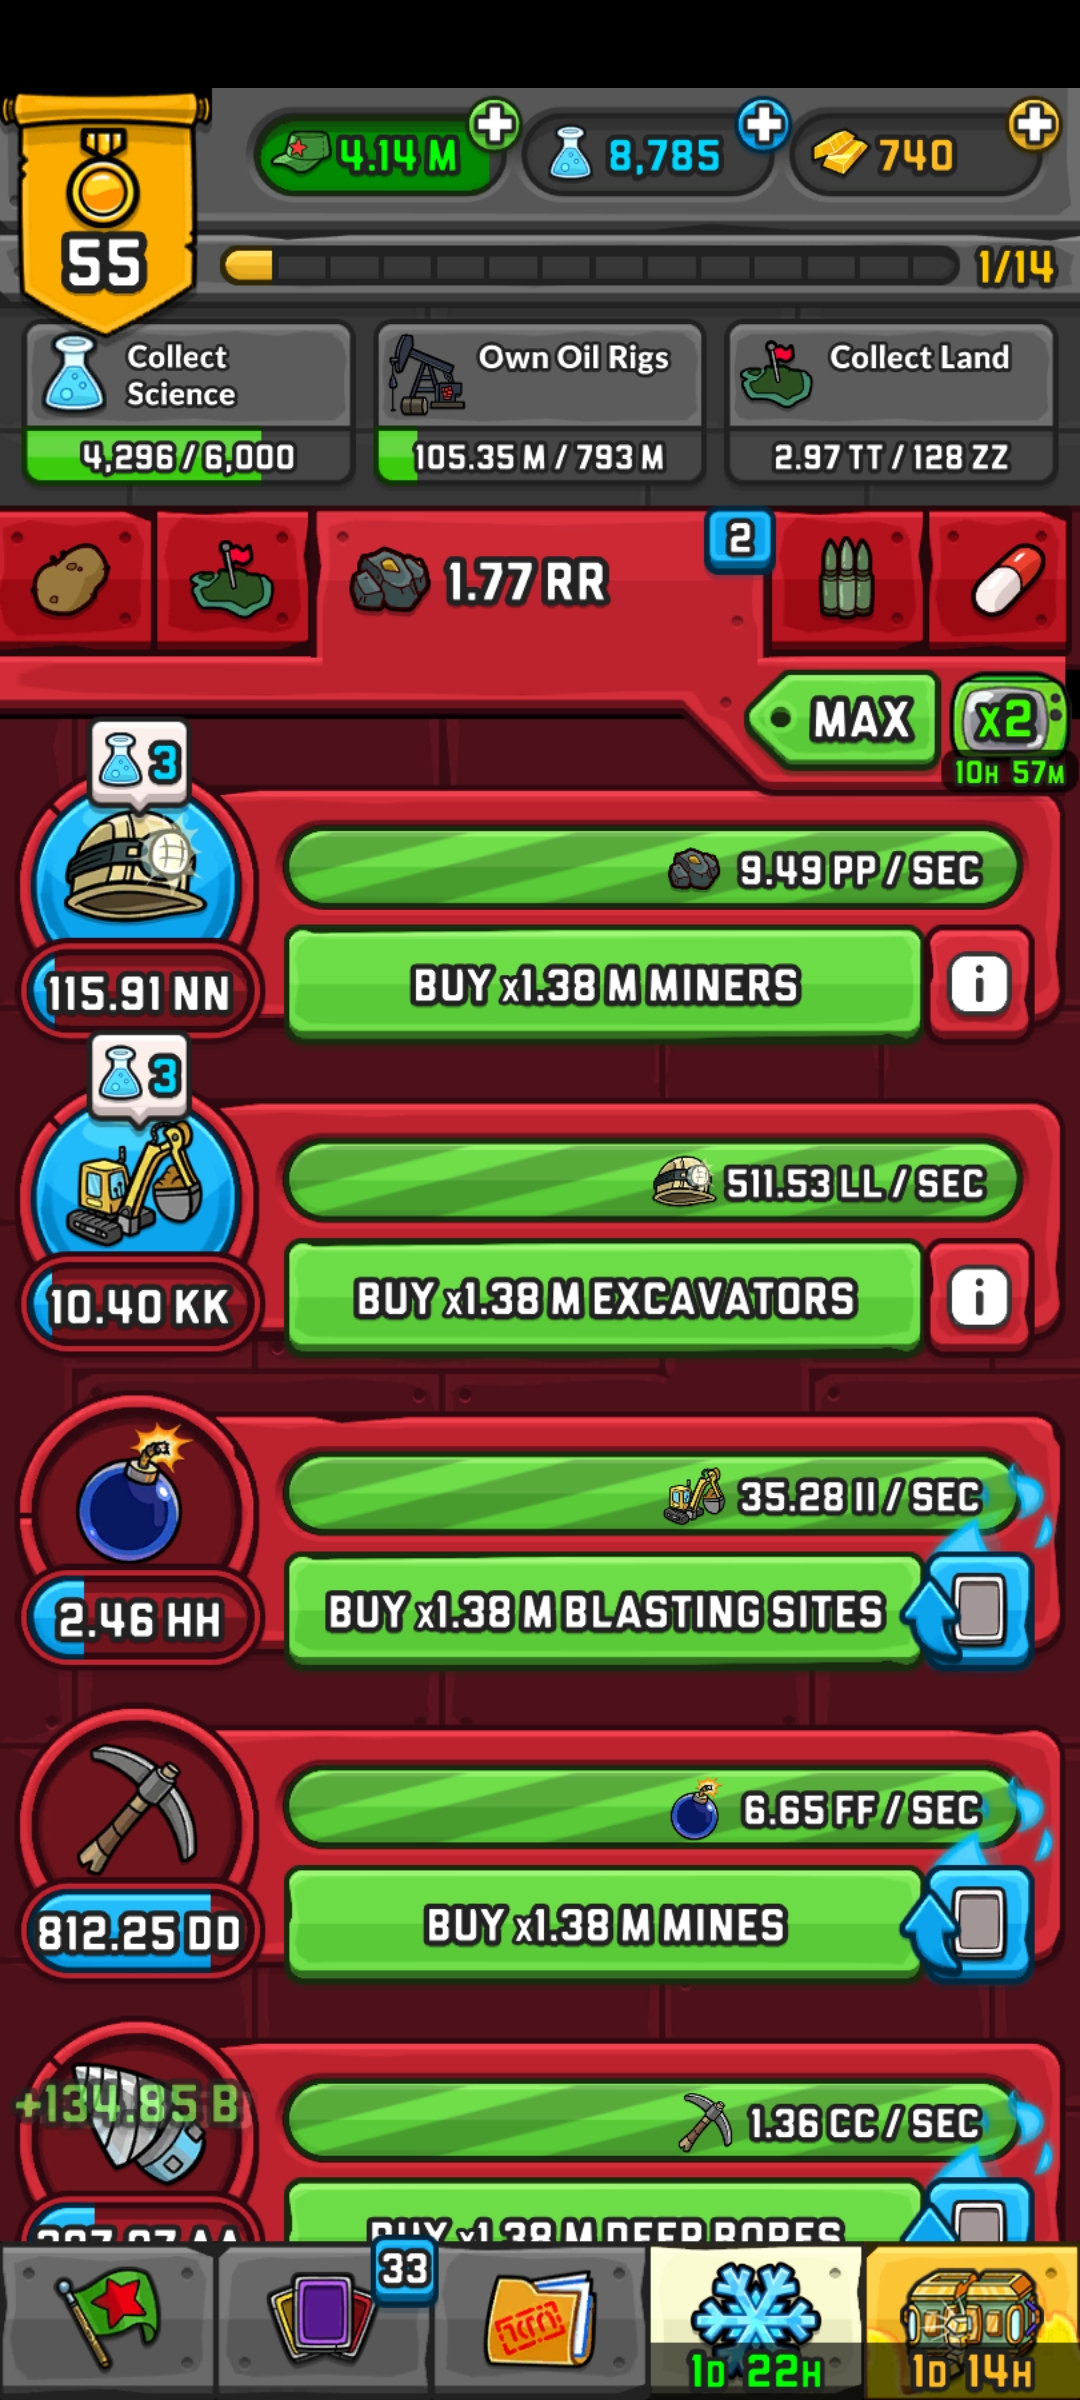 55
4.14 M
8,785
740
1/14
Collect
Science
4,296 / 6,000
Own Oil Rigs
105.35 M / 793 M
Collect Land
2.97 TT / 128 ZZ
1.77 RR
2
MAX
x2
10H 57M
3
9.49 PP / SEC
115.91 NN
BUY x1.38 M MINERS
i
3
511.53 LL / SEC
10.40 KK
BUY x1.38 M EXCAVATORS
i
35.28 II / SEC
2.46 HH
BUY x1.38 M BLASTING SITES
6.65 FF / SEC
812.25 DD
BUY x1.38 M MINES
+134.85 B
1.36 CC / SEC
BUY x1.38 M DEEP BORES
33
1D 22H
1D 14H